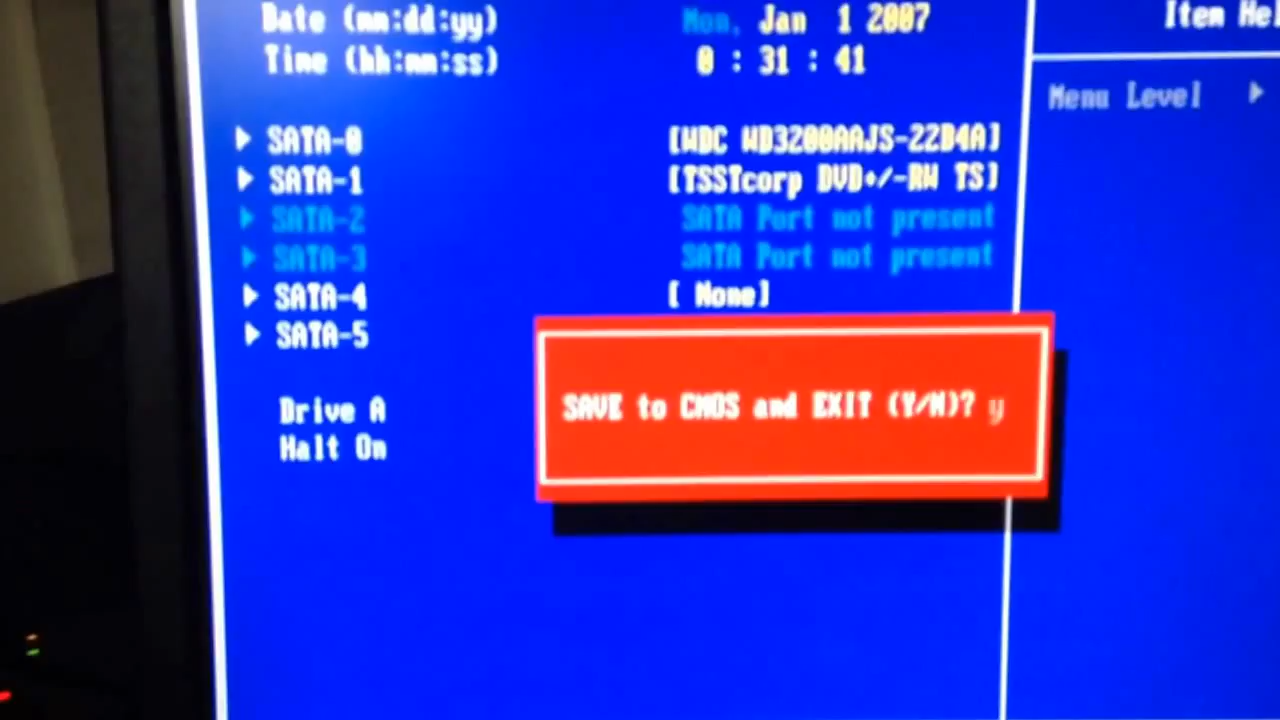 Date (mm:dd:yy) Mon, Jan 1 2007 Item Hel
Time (hh:mm:ss) 0 : 31 : 41
Menu Level
SATA-0 [WDC WD3200AAJS-22B4A]
SATA-1 [TSSTcorp DVD+/-RW TS]
SATA-2 SATA Port not present
SATA-3 SATA Port not present
SATA-4 [ None]
SATA-5
Drive A
Halt On
SAVE to CMOS and EXIT (Y/N)? y